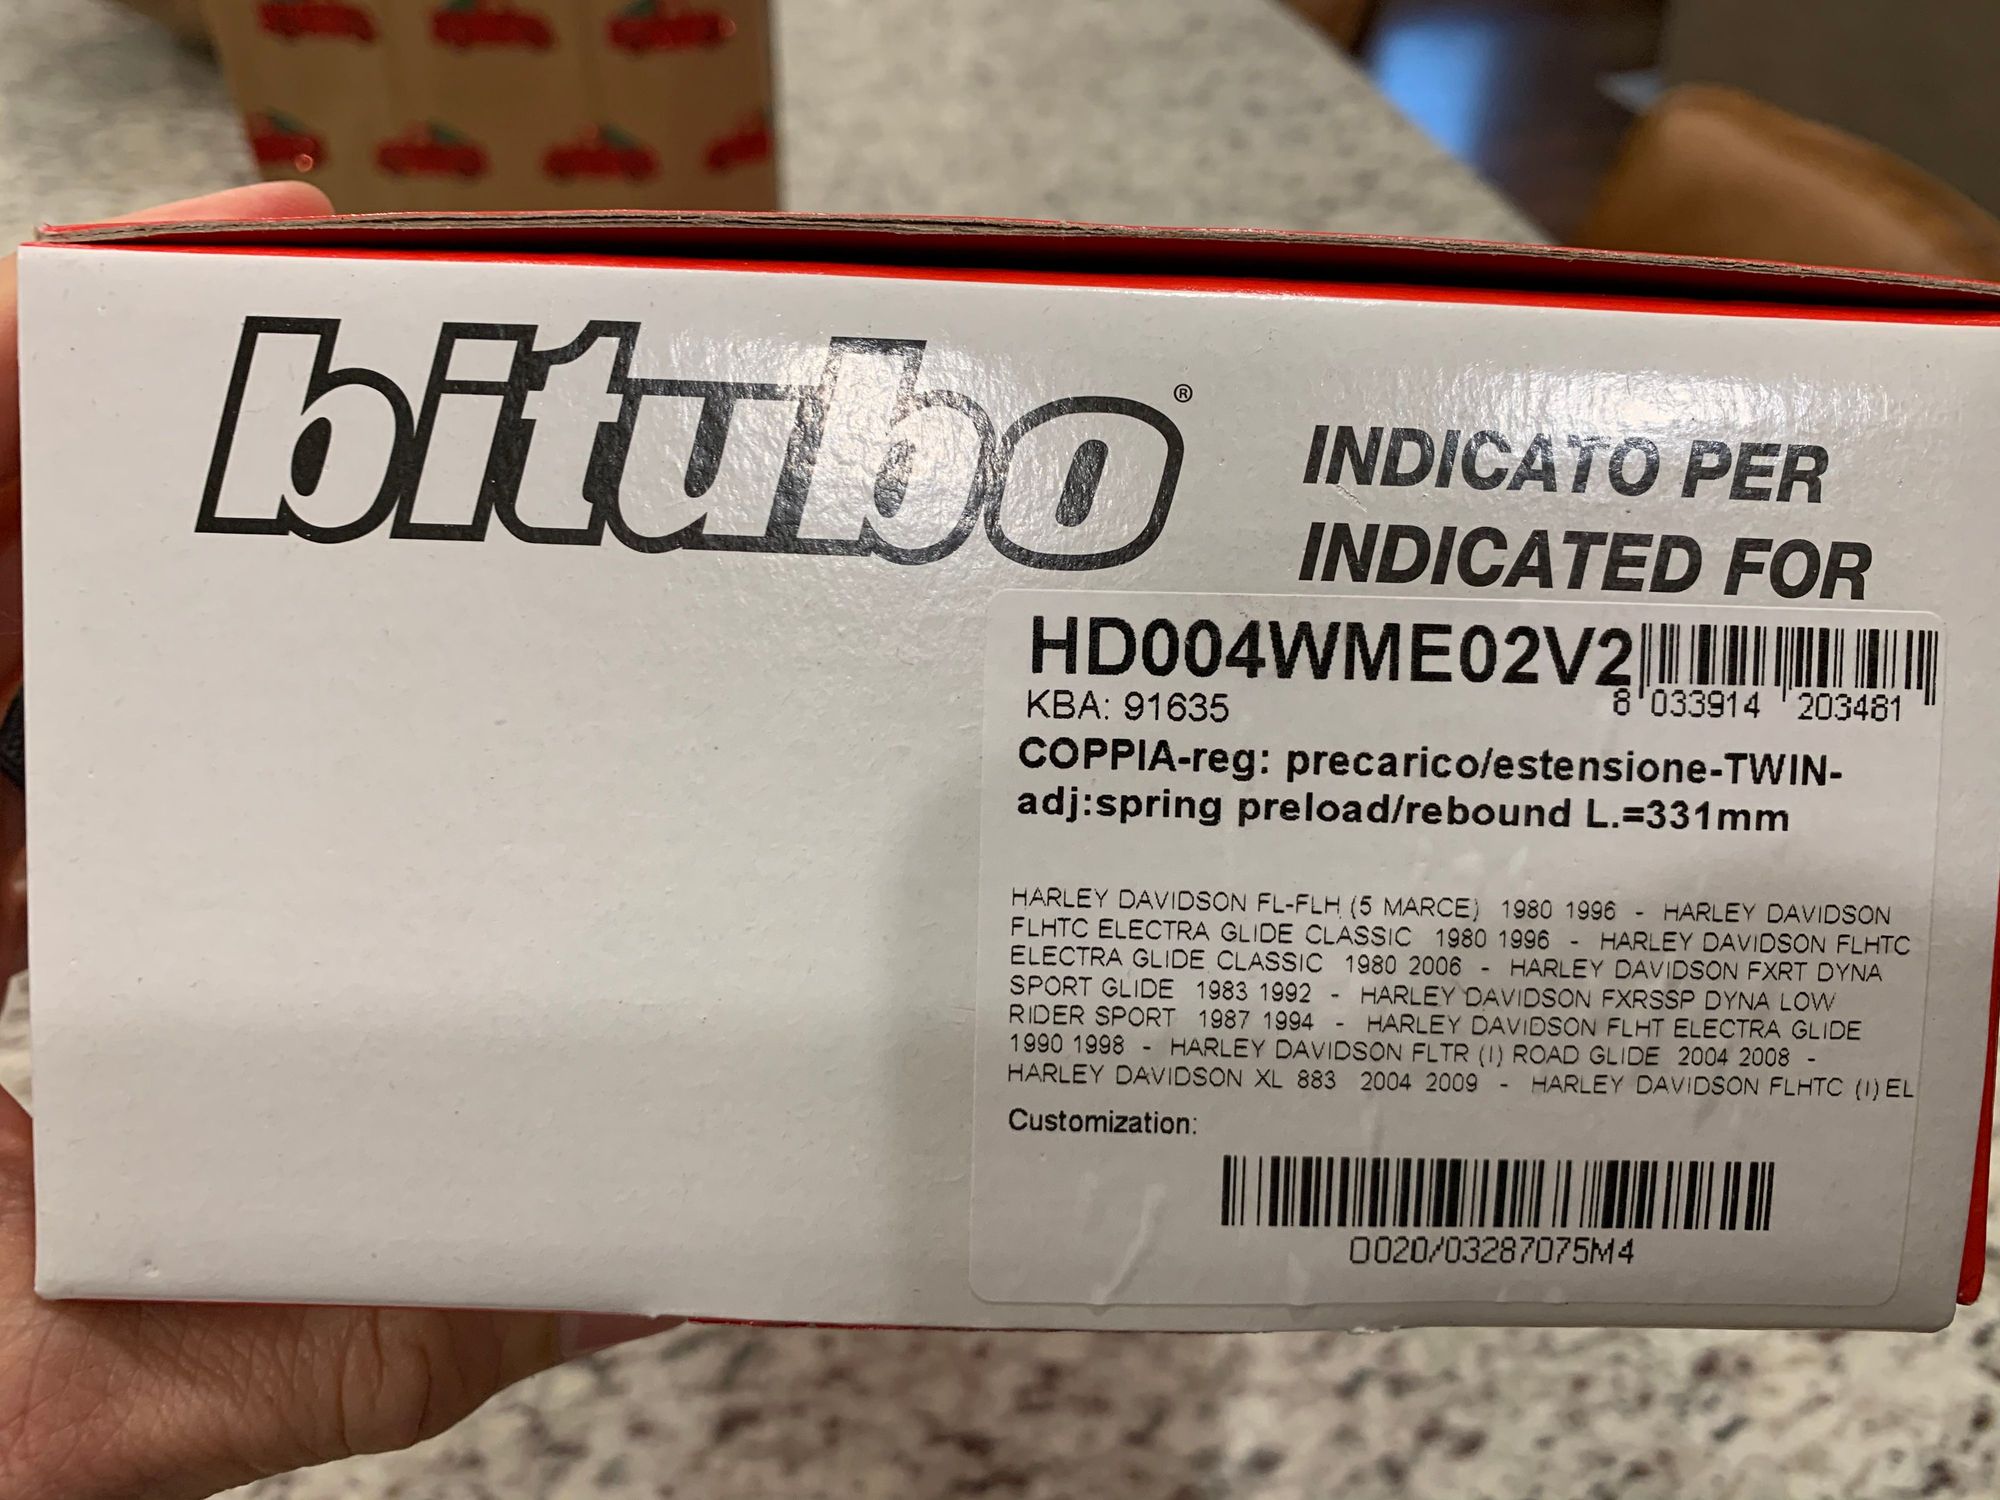 bitubo®
INDICATO PER
INDICATED FOR
HD004WME02V2
KBA: 91635
8 033914 203481
COPPIA-reg: precarico/estensione-TWIN-
adj:spring preload/rebound L.=331mm
HARLEY DAVIDSON FL-FLH (5 MARCE) 1980 1996 - HARLEY DAVIDSON
FLHTC ELECTRA GLIDE CLASSIC 1980 1996 - HARLEY DAVIDSON FLHTC
ELECTRA GLIDE CLASSIC 1980 2006 - HARLEY DAVIDSON FXRT DYNA
SPORT GLIDE 1983 1992 - HARLEY DAVIDSON FXRSSP DYNA LOW
RIDER SPORT 1987 1994 - HARLEY DAVIDSON FLHT ELECTRA GLIDE
1990 1998 - HARLEY DAVIDSON FLTR (I) ROAD GLIDE 2004 2008 -
HARLEY DAVIDSON XL 883 2004 2009 - HARLEY DAVIDSON FLHTC (I) EL
Customization:
0020/03287075M4